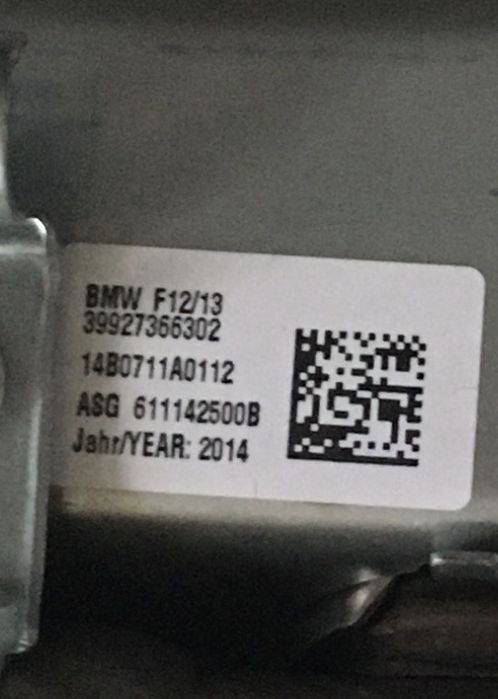 BMW F12/13
39927366302
14B0711A0112
ASG 611142500B
Jahr/YEAR: 2014